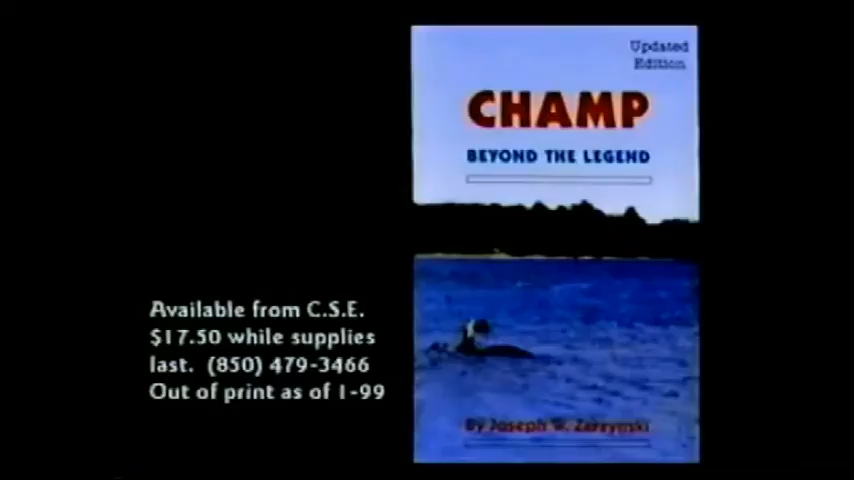 Updated
Edition
CHAMP
BEYOND THE LEGEND
Available from C.S.E.
$17.50 while supplies
last. (850) 479-3466
Out of print as of 1-99
By Joseph W. Zarzynski